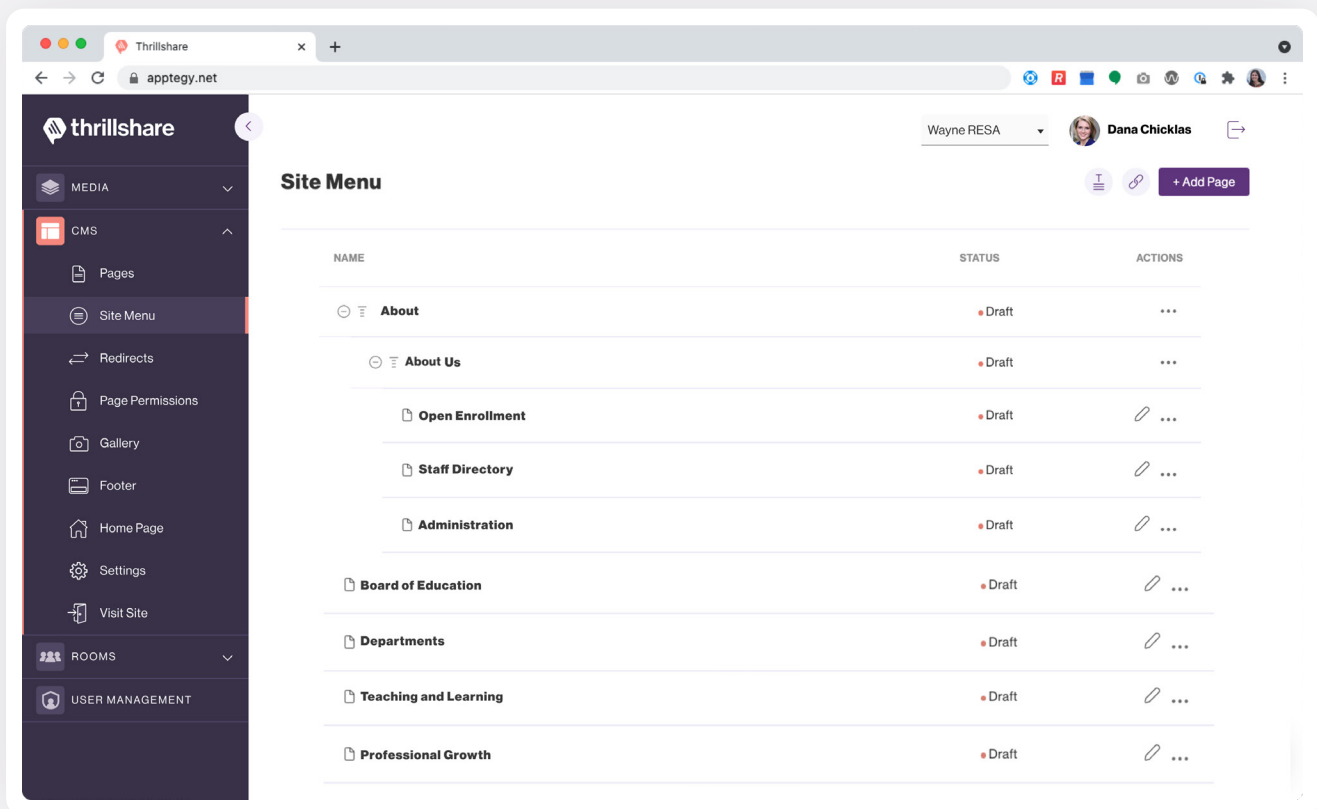 Thrillshare
apptegy.net
thrillshare
Wayne RESA
Dana Chicklas
MEDIA
Site Menu
+ Add Page
CMS
Pages
Site Menu
Redirects
Page Permissions
Gallery
Footer
Home Page
Settings
Visit Site
ROOMS
USER MANAGEMENT
NAME STATUS ACTIONS
About Draft
About Us Draft
Open Enrollment Draft
Staff Directory Draft
Administration Draft
Board of Education Draft
Departments Draft
Teaching and Learning Draft
Professional Growth Draft